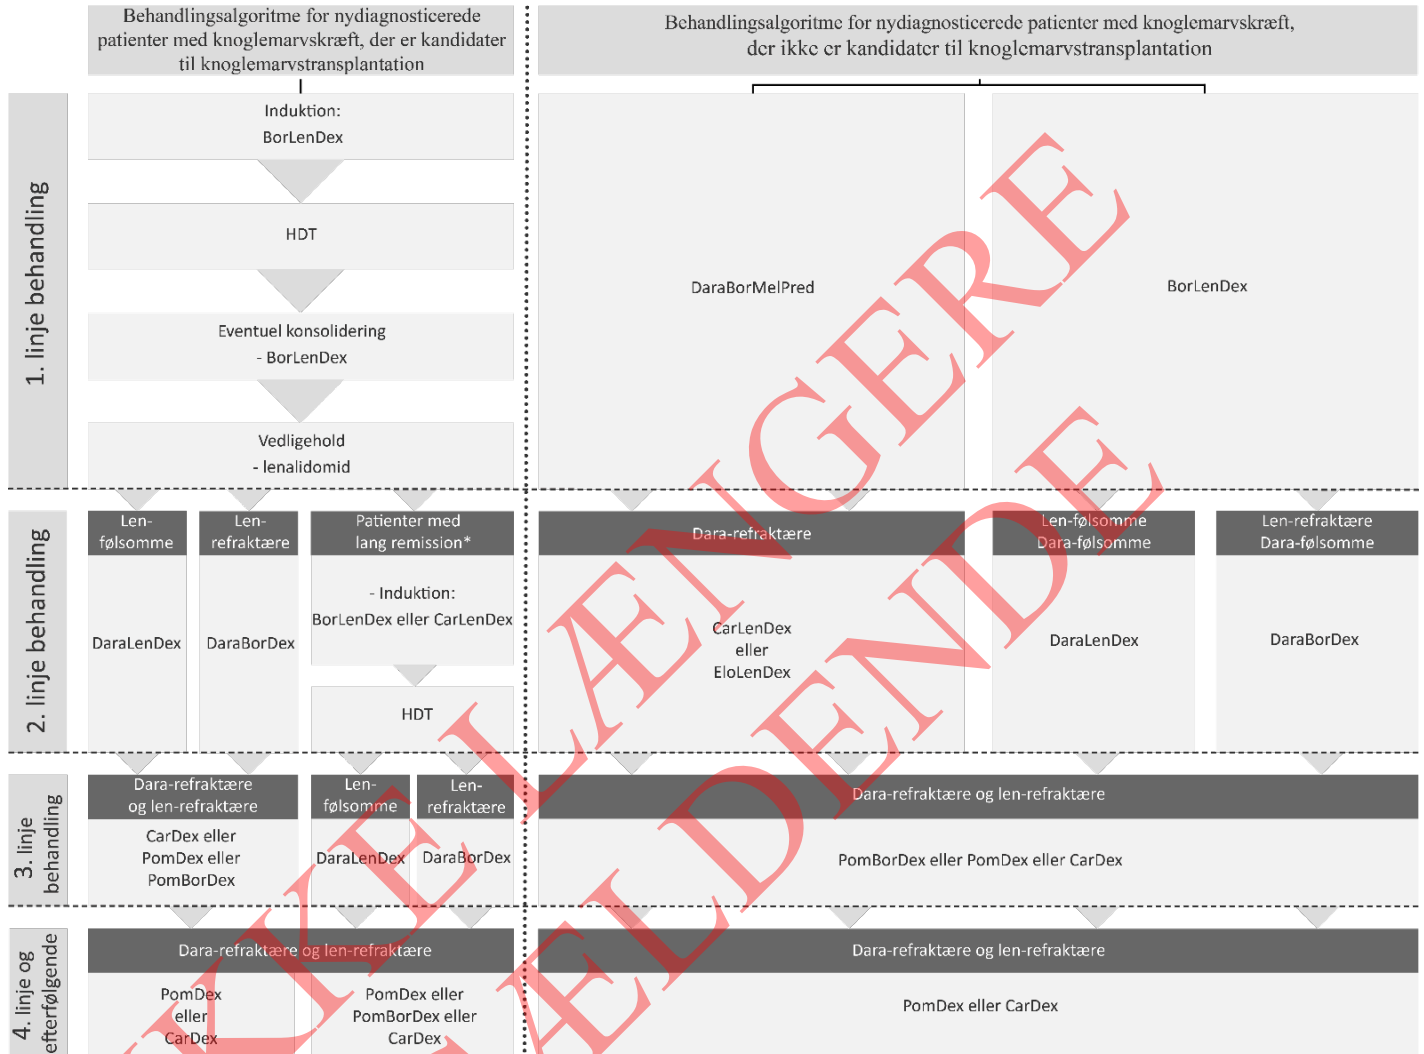 Behandlingsalgoritme for nydiagnosticerede
patienter med knoglemarvskræft, der er kandidater
til knoglemarvstransplantation
Behandlingsalgoritme for nydiagnosticerede patienter med knoglemarvskræft,
der ikke er kandidater til knoglemarvstransplantation
1. linje behandling
Induktion:
BorLenDex
HDT
Eventuel konsolidering
- BorLenDex
Vedligehold
- lenalidomid
DaraBorMelPred
BorLenDex
2. linje behandling
Len-
følsomme
DaraLenDex
Len-
refraktære
DaraBorDex
Patienter med
lang remission*
- Induktion:
BorLenDex eller CarLenDex
HDT
Dara-refraktære
CarLenDex
eller
EloLenDex
Len-følsomme
Dara-følsomme
DaraLenDex
Len-refraktære
Dara-følsomme
DaraBorDex
3. linje
behandling
Dara-refraktære
og len-refraktære
CarDex eller
PomDex eller
PomBorDex
Len-
følsomme
DaraLenDex
Len-
refraktære
DaraBorDex
Dara-refraktære og len-refraktære
PomBorDex eller PomDex eller CarDex
4. linje og
efterfølgende
Dara-refraktære og len-refraktære
PomDex
eller
CarDex
PomDex eller
PomBorDex eller
CarDex
Dara-refraktære og len-refraktære
PomDex eller CarDex
KKE LÆNGERE
ÆLDENDE